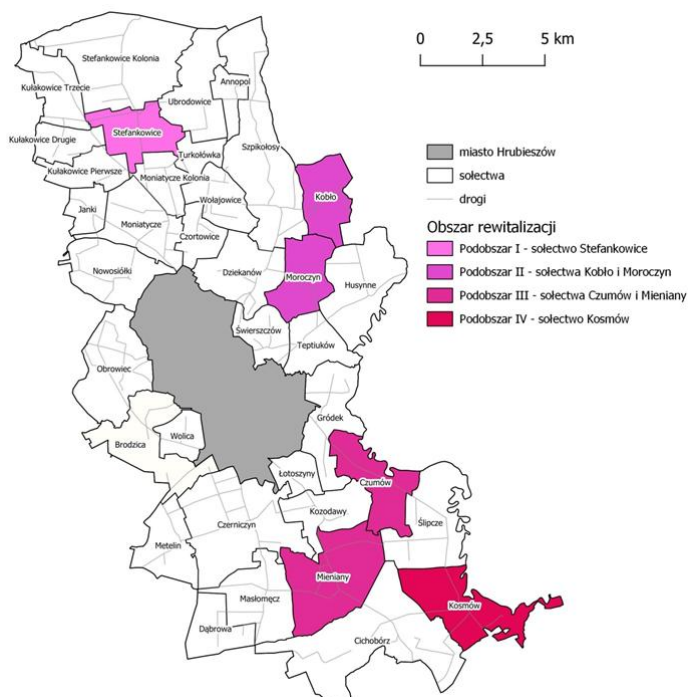 0 2,5 5 km
Stefankowice Kolonia
Annopol
Kułakowice Trzecie
Ubrodowice
Stefankowice
Kułakowice Drugie
Szpikołosy
Turkołówka
Kułakowice Pierwsze
Moniatycze Kolonia
Kobło
Wołajowice
Janki
Moniatycze
Czortowice
Nowosiółki
Dziekanów
Moroczyn
Husynne
Świerszczów
Teptiuków
Obrowiec
Gródek
Brodzica
Wolica
Łotoszyny
Czumów
Kozodawy
Czerniczyn
Ślipcze
Metelin
Mieniany
Masłomęcz
Kosmów
Dąbrowa
Cichobórz
miasto Hrubieszów
sołectwa
drogi
Obszar rewitalizacji
Podobszar I - sołectwo Stefankowice
Podobszar II - sołectwa Kobło i Moroczyn
Podobszar III - sołectwa Czumów i Mieniany
Podobszar IV - sołectwo Kosmów